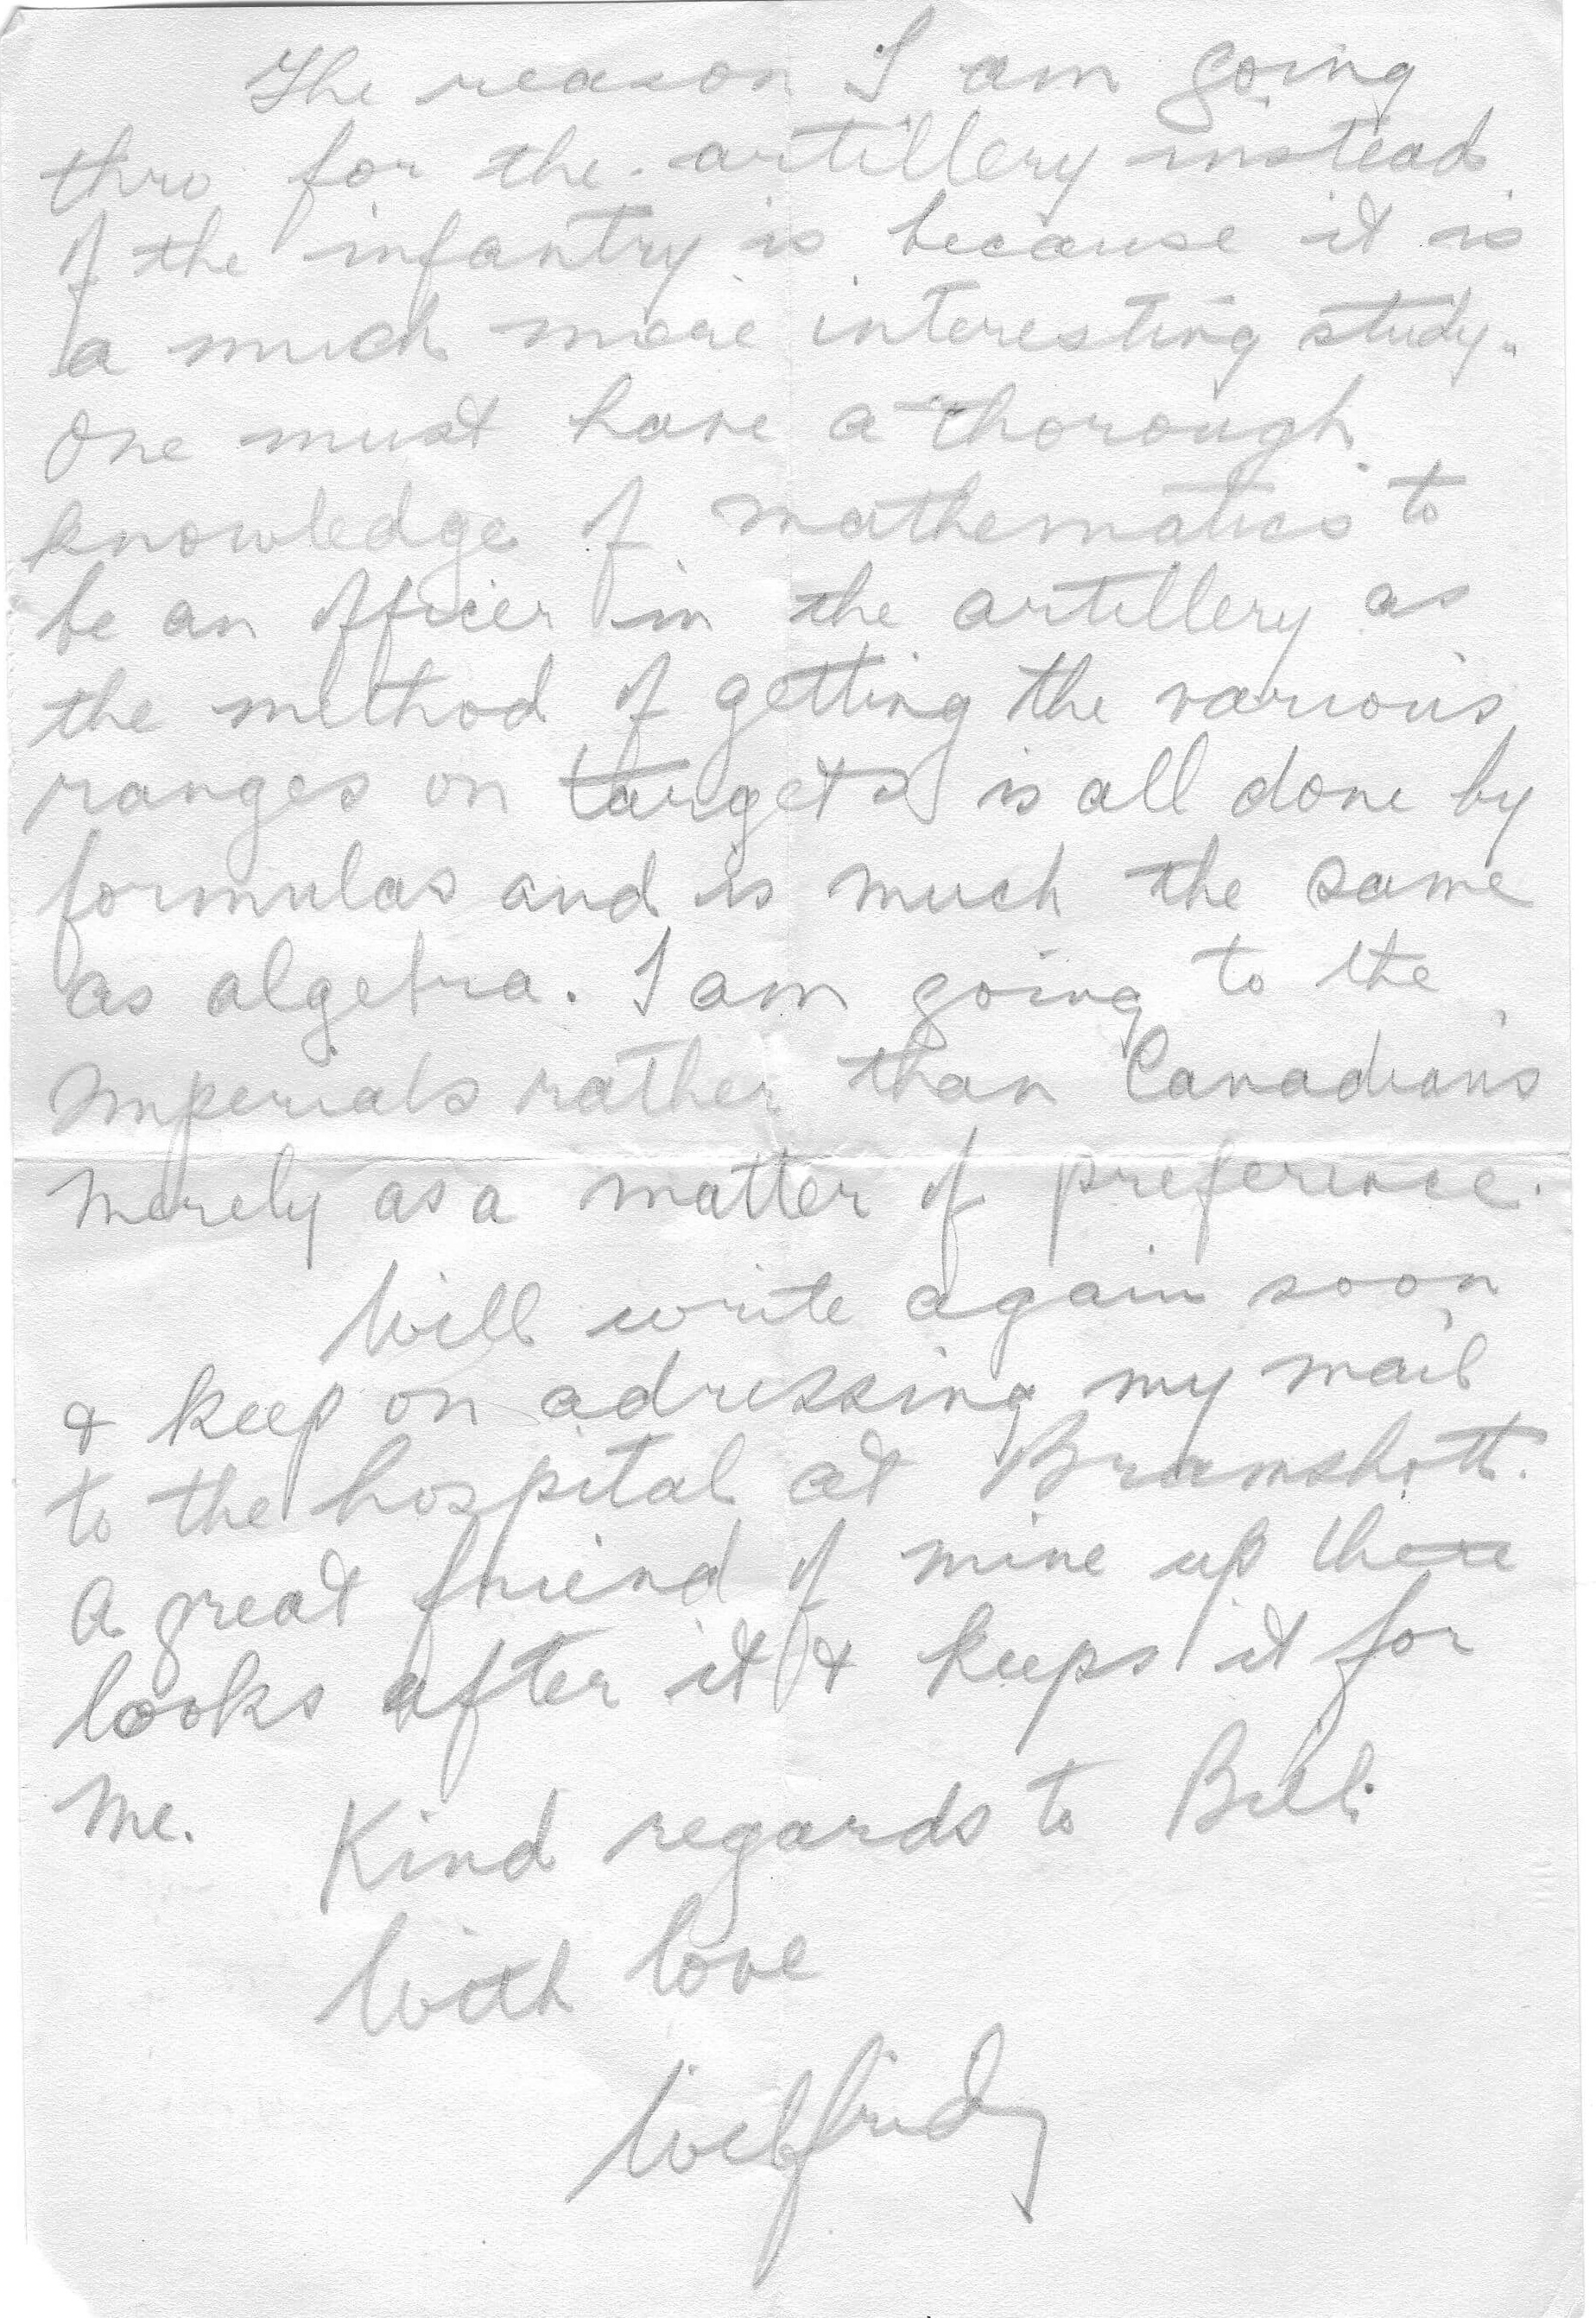 The reason I am going
thro for the artillery instead
of the infantry is because it is
a much more interesting study.
One must have a thorough
knowledge of mathematics to
be an officer in the artillery as
the method of getting the various
ranges on targets is all done by
formulas and is much the same
as algebra. I am going to the
Imperials rather than Canadians
merely as a matter of preference.
Will write again soon
& keep on adressing my mail
to the hospital at Bramshott.
A great friend of mine up there
looks after it & keeps it for
me. Kind regards to Bill.
With love
Wilfrid